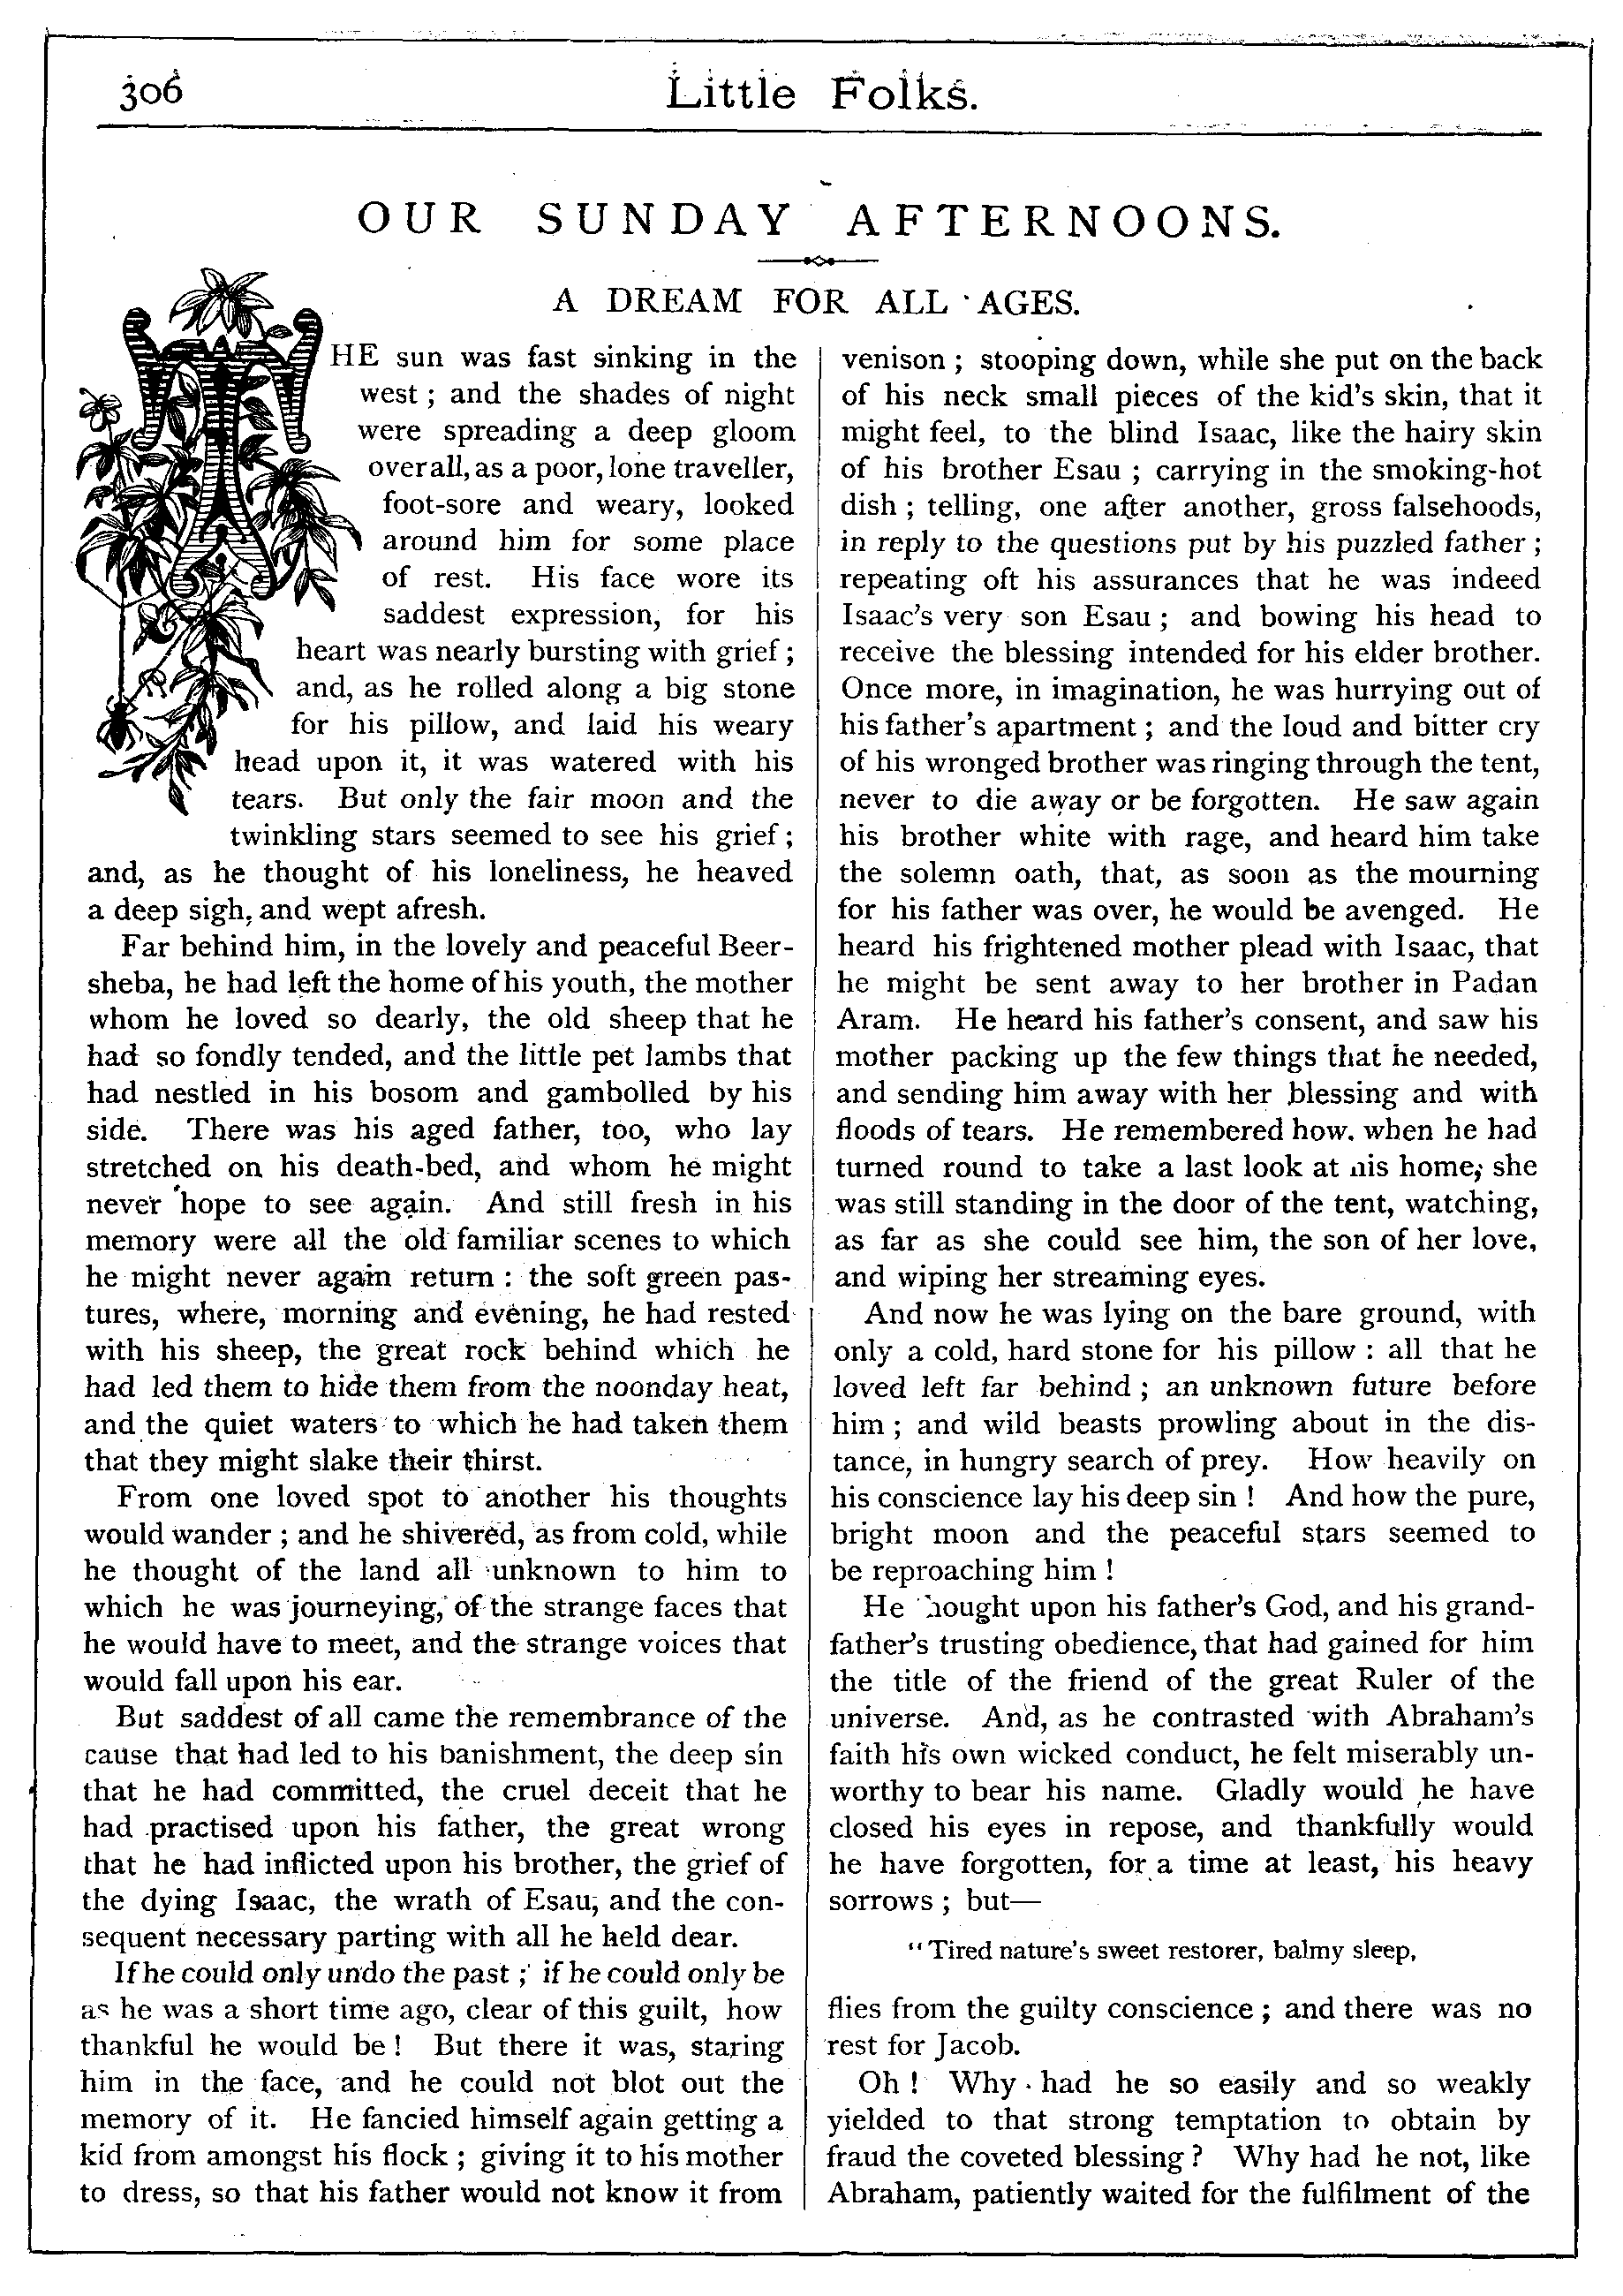 306
Little Folks.
OUR SUNDAY AFTERNOONS.
A DREAM FOR ALL AGES.
THE sun was fast sinking in the
west ; and the shades of night
were spreading a deep gloom
over all, as a poor, lone traveller,
foot-sore and weary, looked
around him for some place
of rest. His face wore its
saddest expression, for his
heart was nearly bursting with grief ;
and, as he rolled along a big stone
for his pillow, and laid his weary
head upon it, it was watered with his
tears. But only the fair moon and the
twinkling stars seemed to see his grief ;
and, as he thought of his loneliness, he heaved
a deep sigh, and wept afresh.
Far behind him, in the lovely and peaceful Beer-
sheba, he had left the home of his youth, the mother
whom he loved so dearly, the old sheep that he
had so fondly tended, and the little pet lambs that
had nestled in his bosom and gambolled by his
side. There was his aged father, too, who lay
stretched on his death-bed, and whom he might
never hope to see again. And still fresh in his
memory were all the old familiar scenes to which
he might never again return : the soft green pas-
tures, where, morning and evening, he had rested
with his sheep, the great rock behind which he
had led them to hide them from the noonday heat,
and the quiet waters to which he had taken them
that they might slake their thirst.
From one loved spot to another his thoughts
would wander ; and he shivered, as from cold, while
he thought of the land all unknown to him to
which he was journeying, of the strange faces that
he would have to meet, and the strange voices that
would fall upon his ear.
But saddest of all came the remembrance of the
cause that had led to his banishment, the deep sin
that he had committed, the cruel deceit that he
had practised upon his father, the great wrong
that he had inflicted upon his brother, the grief of
the dying Isaac, the wrath of Esau, and the con-
sequent necessary parting with all he held dear.
If he could only undo the past ; if he could only be
as he was a short time ago, clear of this guilt, how
thankful he would be ! But there it was, staring
him in the face, and he could not blot out the
memory of it. He fancied himself again getting a
kid from amongst his flock ; giving it to his mother
to dress, so that his father would not know it from
venison ; stooping down, while she put on the back
of his neck small pieces of the kid's skin, that it
might feel, to the blind Isaac, like the hairy skin
of his brother Esau ; carrying in the smoking-hot
dish ; telling, one after another, gross falsehoods,
in reply to the questions put by his puzzled father ;
repeating oft his assurances that he was indeed
Isaac's very son Esau ; and bowing his head to
receive the blessing intended for his elder brother.
Once more, in imagination, he was hurrying out of
his father's apartment ; and the loud and bitter cry
of his wronged brother was ringing through the tent,
never to die away or be forgotten. He saw again
his brother white with rage, and heard him take
the solemn oath, that, as soon as the mourning
for his father was over, he would be avenged. He
heard his frightened mother plead with Isaac, that
he might be sent away to her brother in Padan
Aram. He heard his father's consent, and saw his
mother packing up the few things that he needed,
and sending him away with her blessing and with
floods of tears. He remembered how, when he had
turned round to take a last look at his home, she
was still standing in the door of the tent, watching,
as far as she could see him, the son of her love,
and wiping her streaming eyes.
And now he was lying on the bare ground, with
only a cold, hard stone for his pillow : all that he
loved left far behind ; an unknown future before
him ; and wild beasts prowling about in the dis-
tance, in hungry search of prey. How heavily on
his conscience lay his deep sin ! And how the pure,
bright moon and the peaceful stars seemed to
be reproaching him !
He thought upon his father's God, and his grand-
father's trusting obedience, that had gained for him
the title of the friend of the great Ruler of the
universe. And, as he contrasted with Abraham's
faith his own wicked conduct, he felt miserably un-
worthy to bear his name. Gladly would he have
closed his eyes in repose, and thankfully would
he have forgotten, for a time at least, his heavy
sorrows ; but—
"Tired nature's sweet restorer, balmy sleep,
flies from the guilty conscience ; and there was no
rest for Jacob.
Oh ! Why had he so easily and so weakly
yielded to that strong temptation to obtain by
fraud the coveted blessing ? Why had he not, like
Abraham, patiently waited for the fulfilment of the